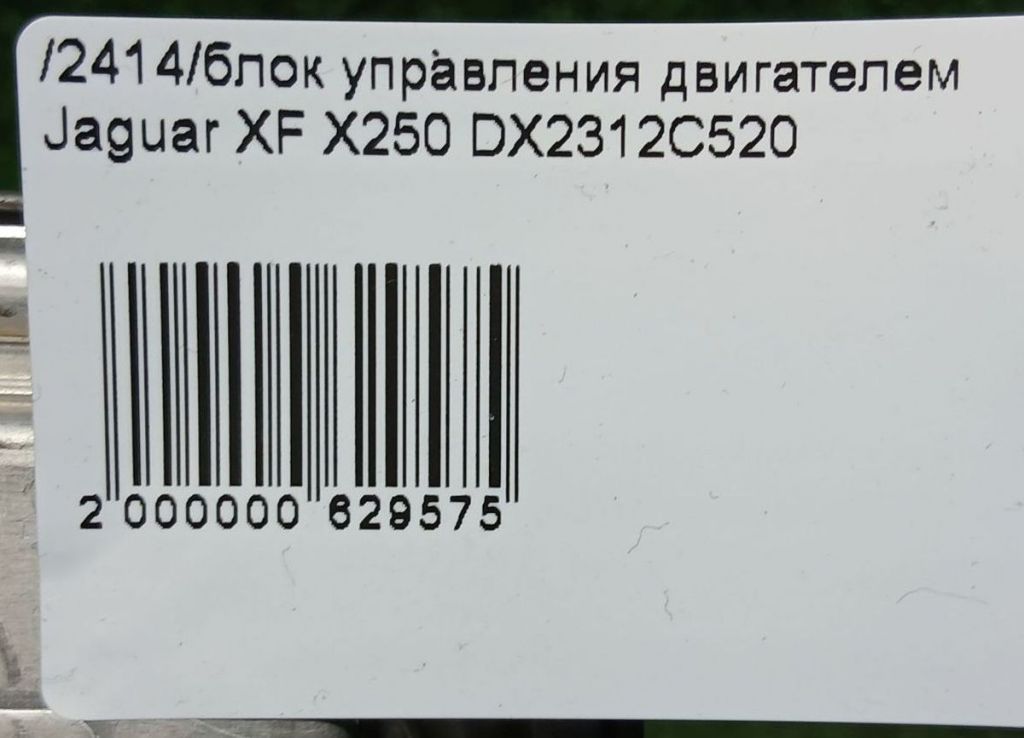 /2414/блок управления двигателем
Jaguar XF X250 DX2312C520
2 000000 629575